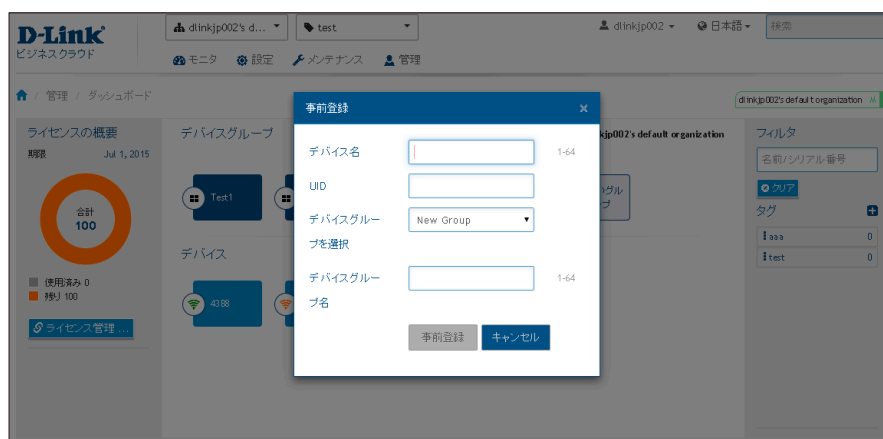 D-Link
ビジネスクラウド
dlinkjp002's d...
test
dlinkjp002
日本語
検索
モニタ
設定
メンテナンス
管理
/ 管理 / ダッシュボード
dlinkjp002's default organization
ライセンスの概要
期限 Jul 1, 2015
合計
100
使用済み 0
残り 100
ライセンス管理 ...
デバイスグループ
kjp002's default organization
Test1
デバイス
4388
事前登録
デバイス名
1-64
UID
デバイスグルー
プを選択
New Group
デバイスグルー
プ名
1-64
事前登録
キャンセル
フィルタ
名前/シリアル番号
クリア
タグ
aaa 0
test 0